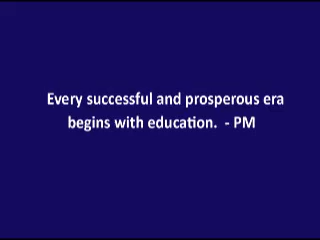 Every successful and prosperous era
begins with education.  - PM